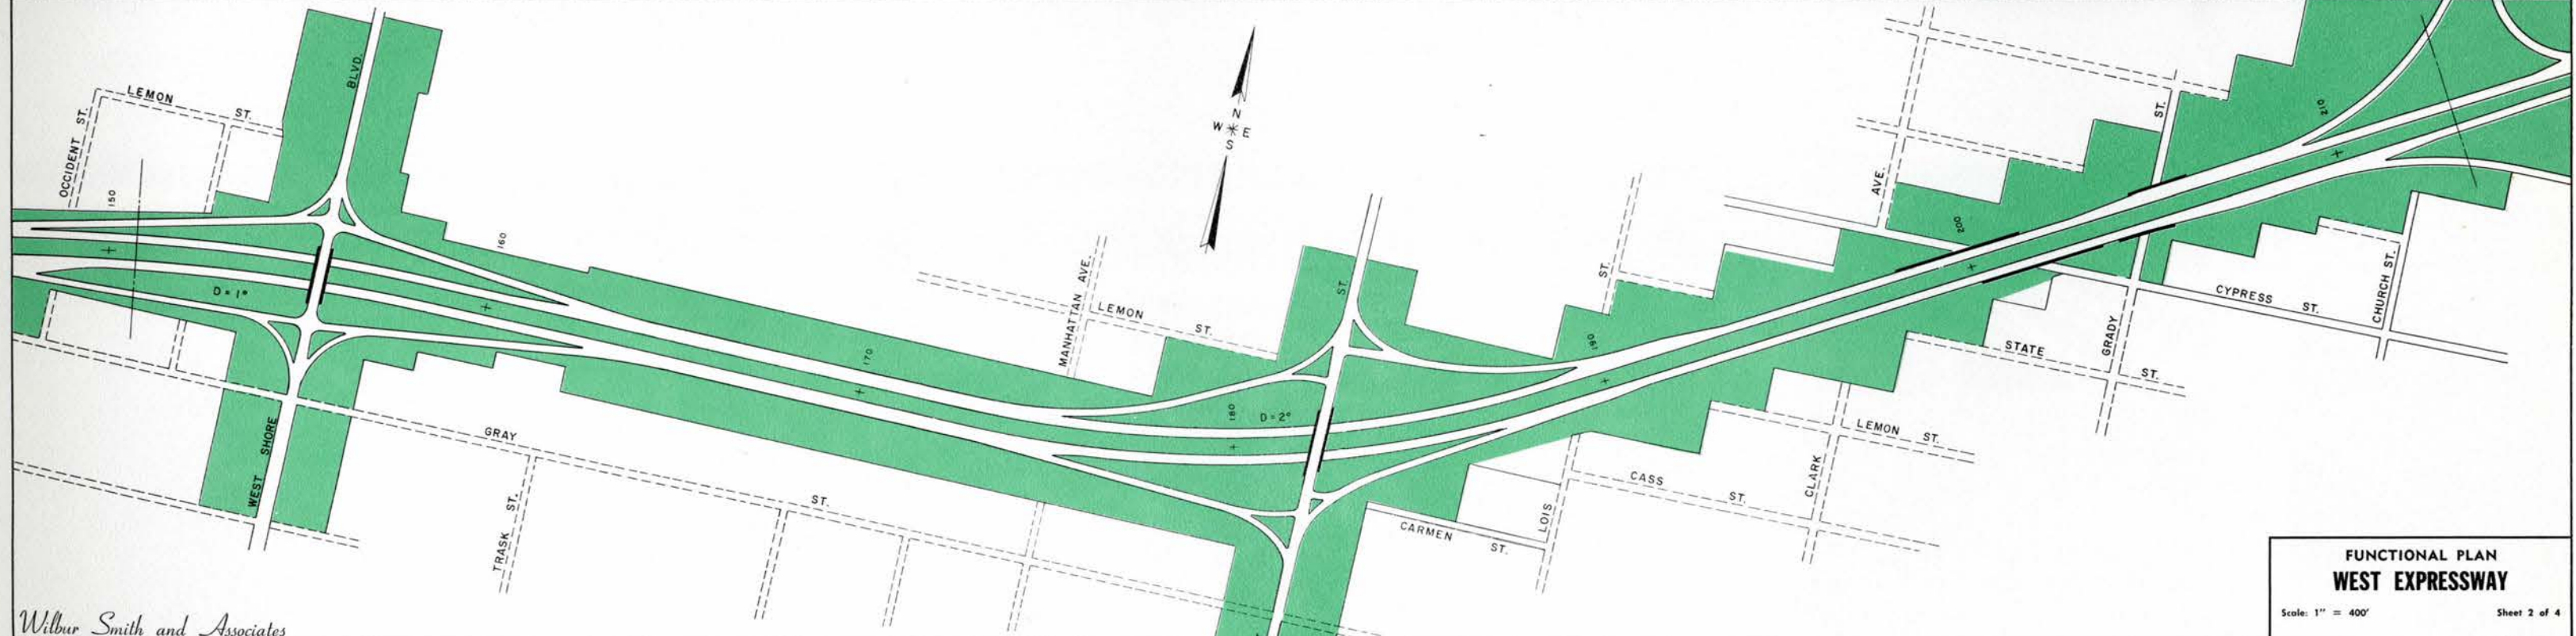 BLVD.
LEMON ST.
OCCIDENT ST.
150
160
D = 1°
WEST SHORE
GRAY ST.
TRASK ST.
170
N
W E
S
MANHATTAN AVE.
LEMON ST.
ST.
180
D = 2°
ST.
190
CARMEN ST.
LOIS
CASS ST.
CLARK
LEMON ST.
STATE ST.
GRADY
AVE.
200
ST.
CYPRESS ST.
CHURCH ST.
210
FUNCTIONAL PLAN
WEST EXPRESSWAY
Scale: 1" = 400' Sheet 2 of 4
Wilbur Smith and Associates